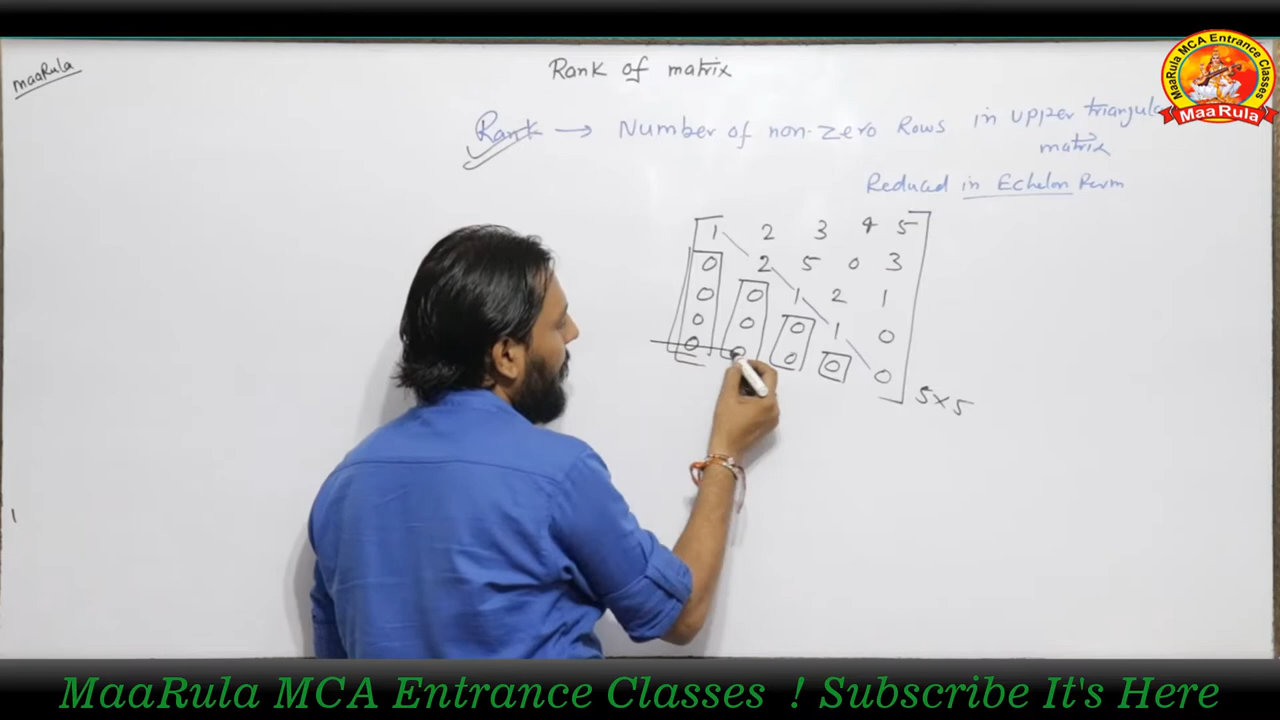 maaRula
Rank of matrix
MaaRula MCA Entrance Classes
MaaRula
Rank → Number of non-zero Rows in upper triangular
matrix
Reduced in Echelon
1 2 3 4 5
0 2 5 0 3
0 0 1 2 1
0 0 0 1 0
0 0 0 0 0
5×5
MaaRula MCA Entrance Classes ! Subscribe It's Here